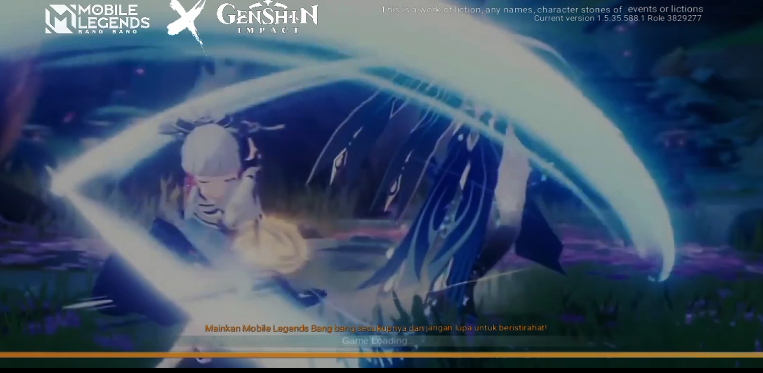 MOBILE LEGENDS
BANG BANG
X
GENSHIN
IMPACT
This is a work of fiction, any names, character stones of events or lictions
Current version 1.5.35.588.1 Role 3829277
Mainkan Mobile Legends Bang bang secukupnya dan jangan lupa untuk beristirahat!
Game Loading..